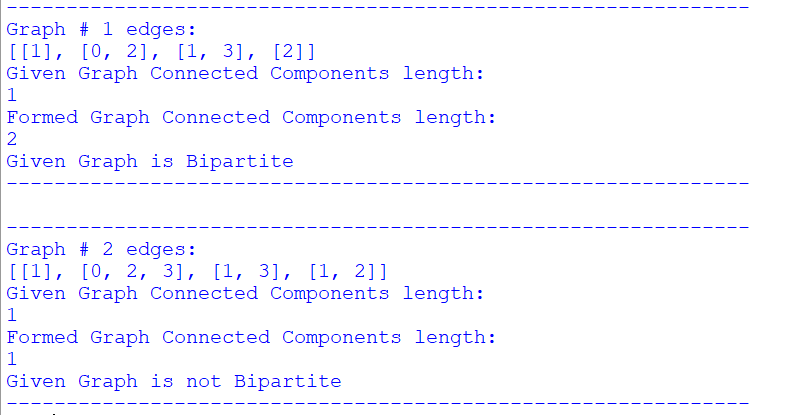 --------------------------------------------------------------
Graph # 1 edges:
[[1], [0, 2], [1, 3], [2]]
Given Graph Connected Components length:
1
Formed Graph Connected Components length:
2
Given Graph is Bipartite
--------------------------------------------------------------
--------------------------------------------------------------
Graph # 2 edges:
[[1], [0, 2, 3], [1, 3], [1, 2]]
Given Graph Connected Components length:
1
Formed Graph Connected Components length:
1
Given Graph is not Bipartite
--------------------------------------------------------------